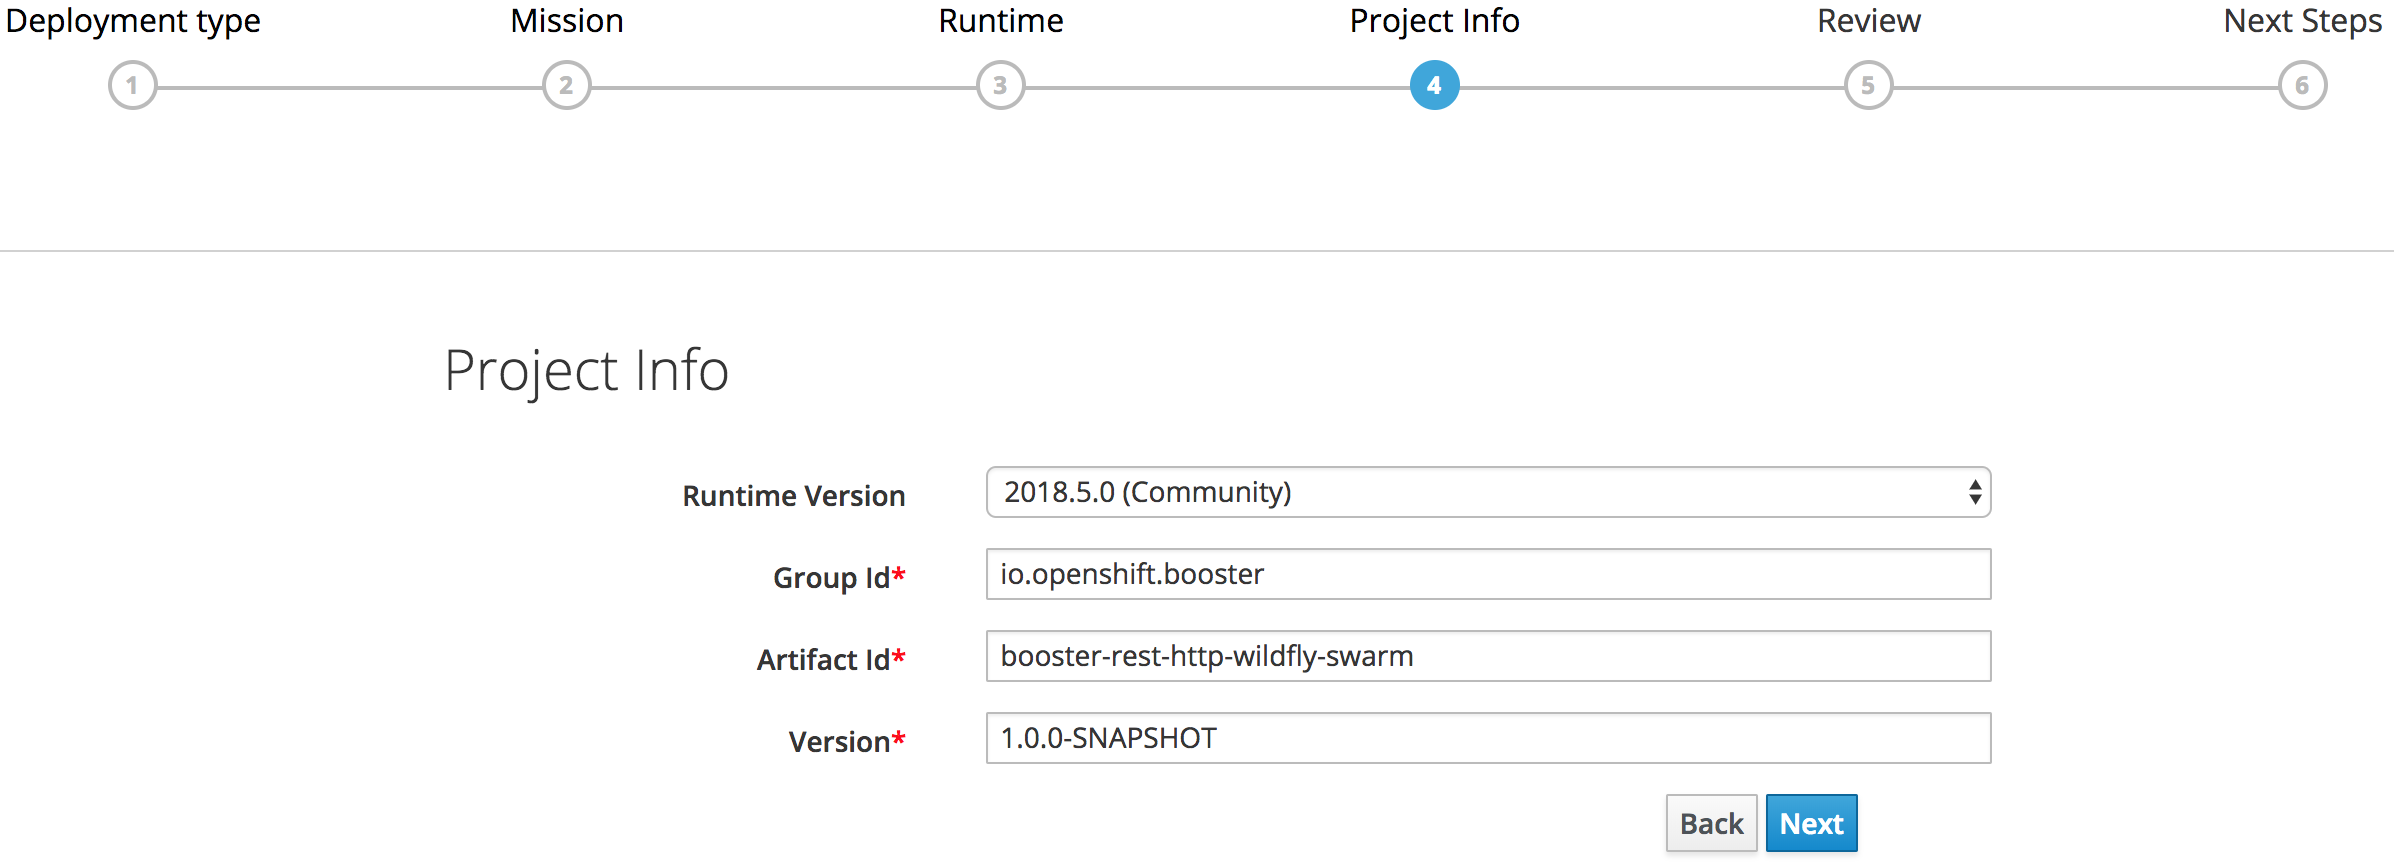 Deployment type Mission Runtime Project Info Review Next Steps
1 2 3 4 5 6
Project Info
Runtime Version 2018.5.0 (Community)
Group Id* io.openshift.booster
Artifact Id* booster-rest-http-wildfly-swarm
Version* 1.0.0-SNAPSHOT
Back Next